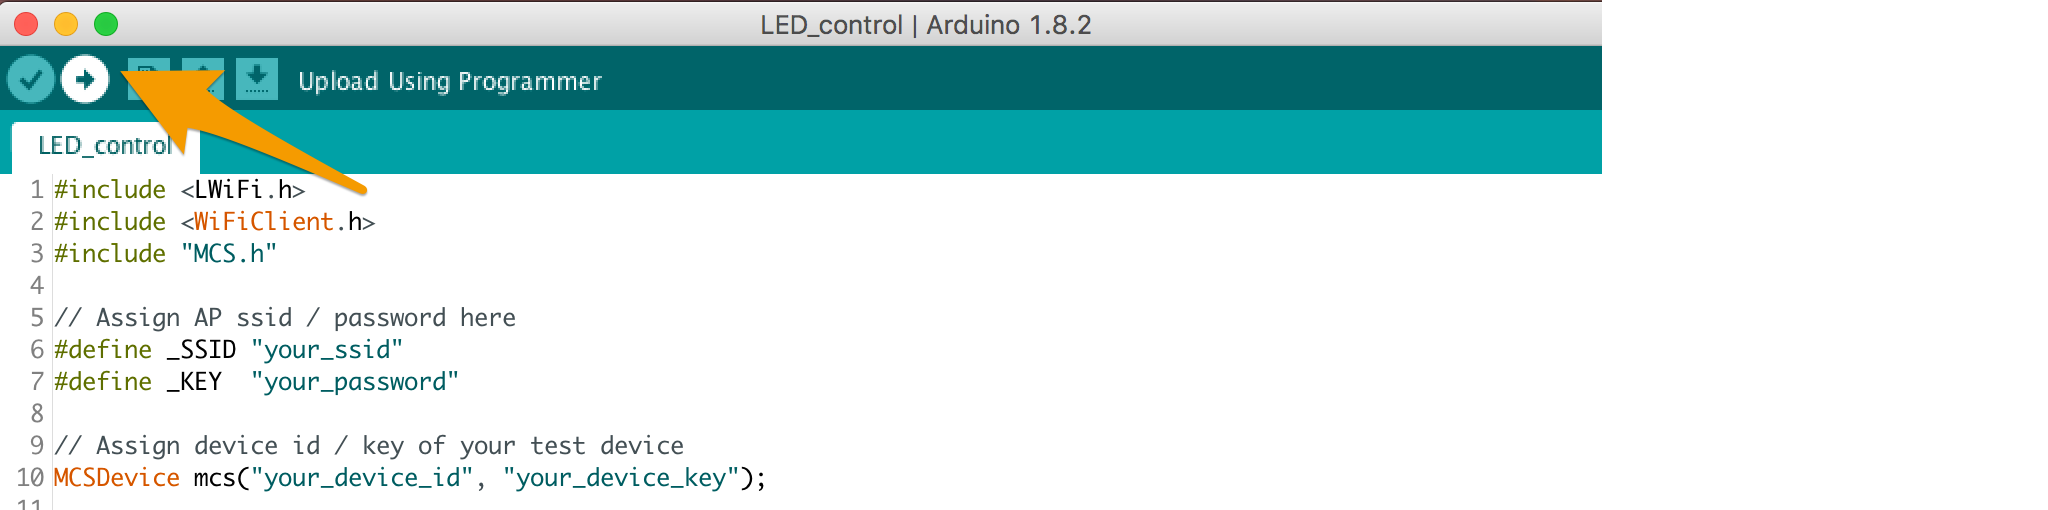 LED_control | Arduino 1.8.2
Upload Using Programmer
LED_control
1 #include <LWiFi.h>
2 #include <WiFiClient.h>
3 #include "MCS.h"
4
5 // Assign AP ssid / password here
6 #define _SSID "your_ssid"
7 #define _KEY  "your_password"
8
9 // Assign device id / key of your test device
10 MCSDevice mcs("your_device_id", "your_device_key");
11